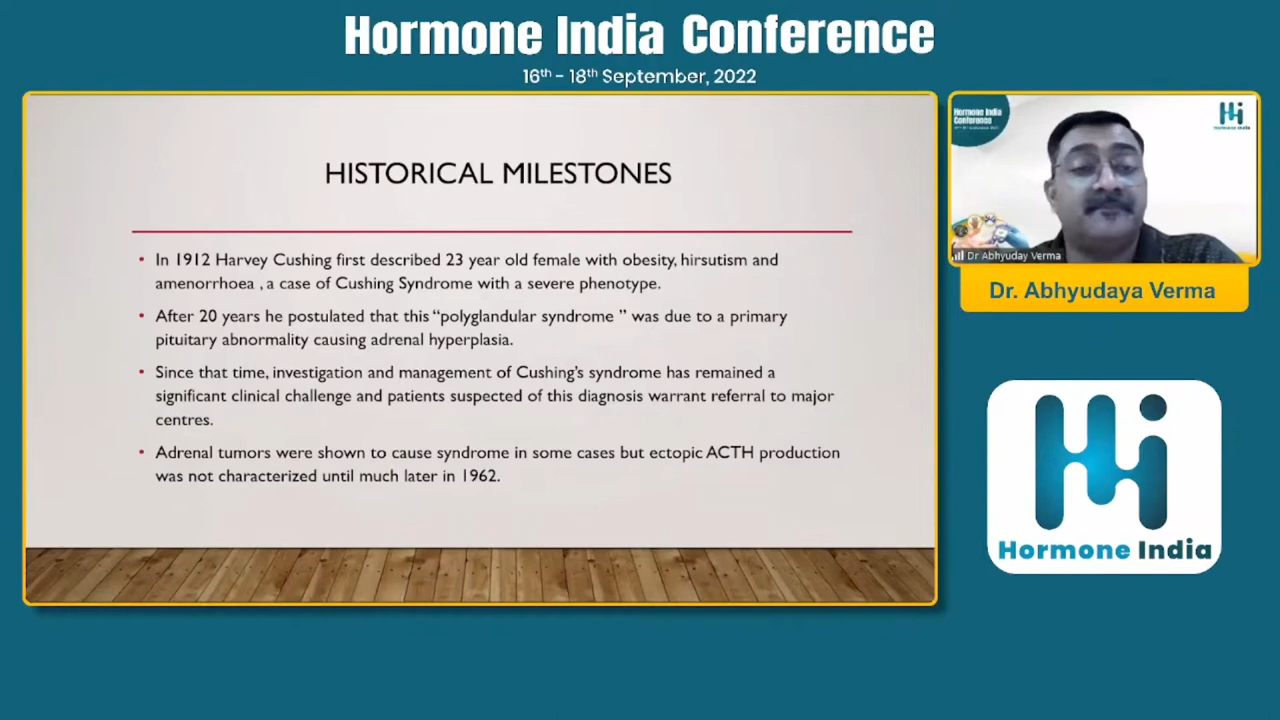 Hormone India Conference
16th - 18th September, 2022
HISTORICAL MILESTONES
• In 1912 Harvey Cushing first described 23 year old female with obesity, hirsutism and
amenorrhoea , a case of Cushing Syndrome with a severe phenotype.
• After 20 years he postulated that this “polyglandular syndrome ” was due to a primary
pituitary abnormality causing adrenal hyperplasia.
• Since that time, investigation and management of Cushing’s syndrome has remained a
significant clinical challenge and patients suspected of this diagnosis warrant referral to major
centres.
• Adrenal tumors were shown to cause syndrome in some cases but ectopic ACTH production
was not characterized until much later in 1962.
Hormone India
Conference
Hormone India
Dr Abhyuday Verma
Dr. Abhyudaya Verma
Hormone India